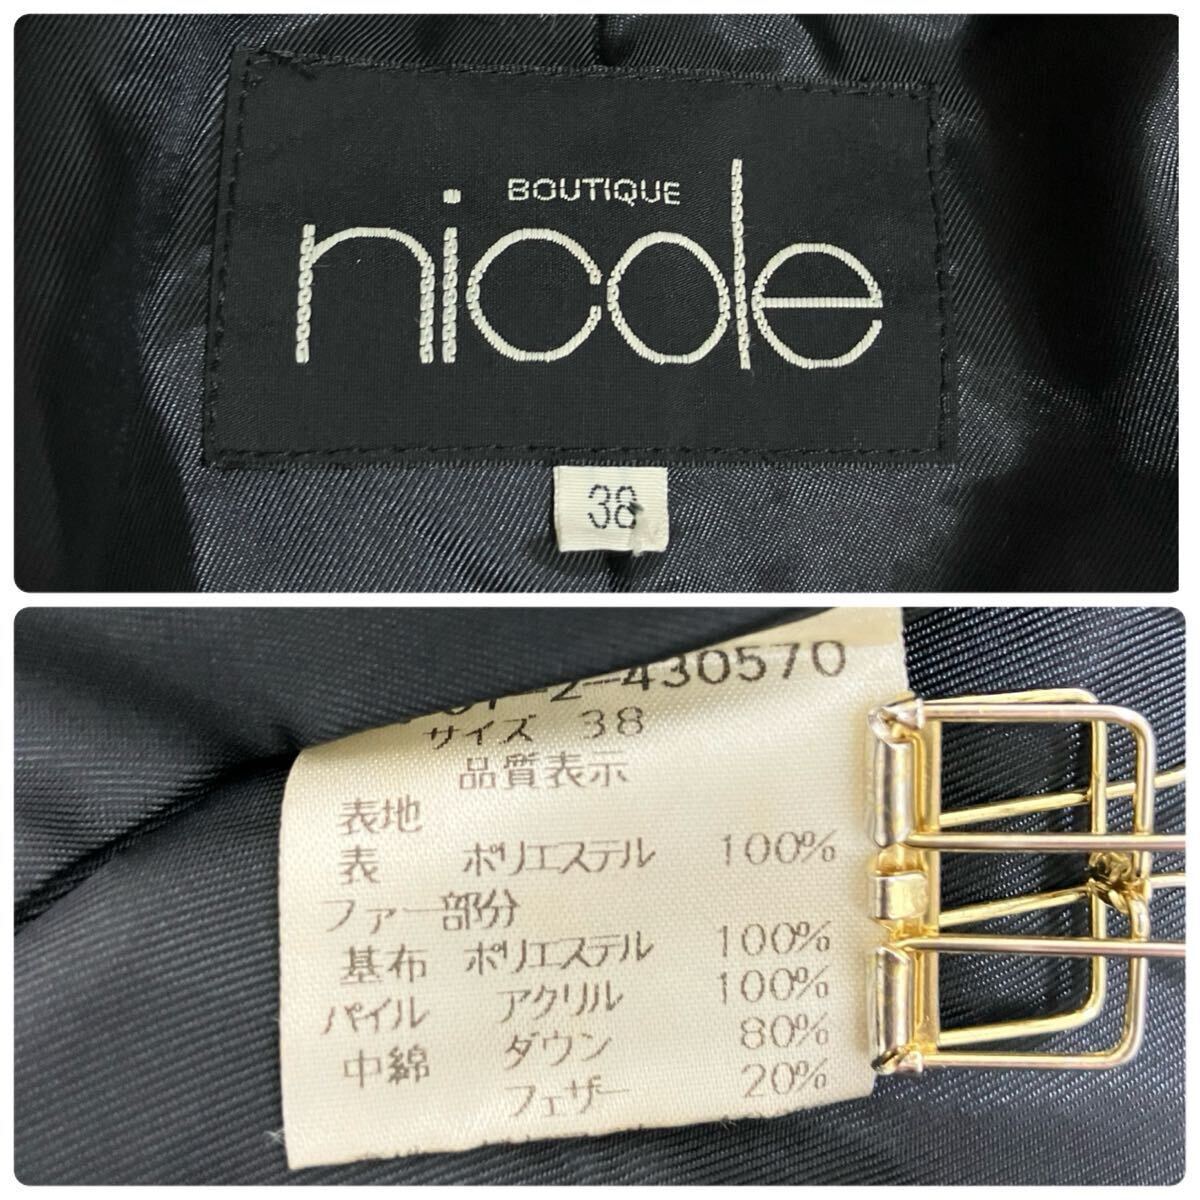 BOUTIQUE
nicole
38
-2-430570
サイズ 38
品質表示
表地
表 ポリエステル 100%
ファー部分
基布 ポリエステル 100%
パイル アクリル 100%
中綿 ダウン 80%
フェザー 20%